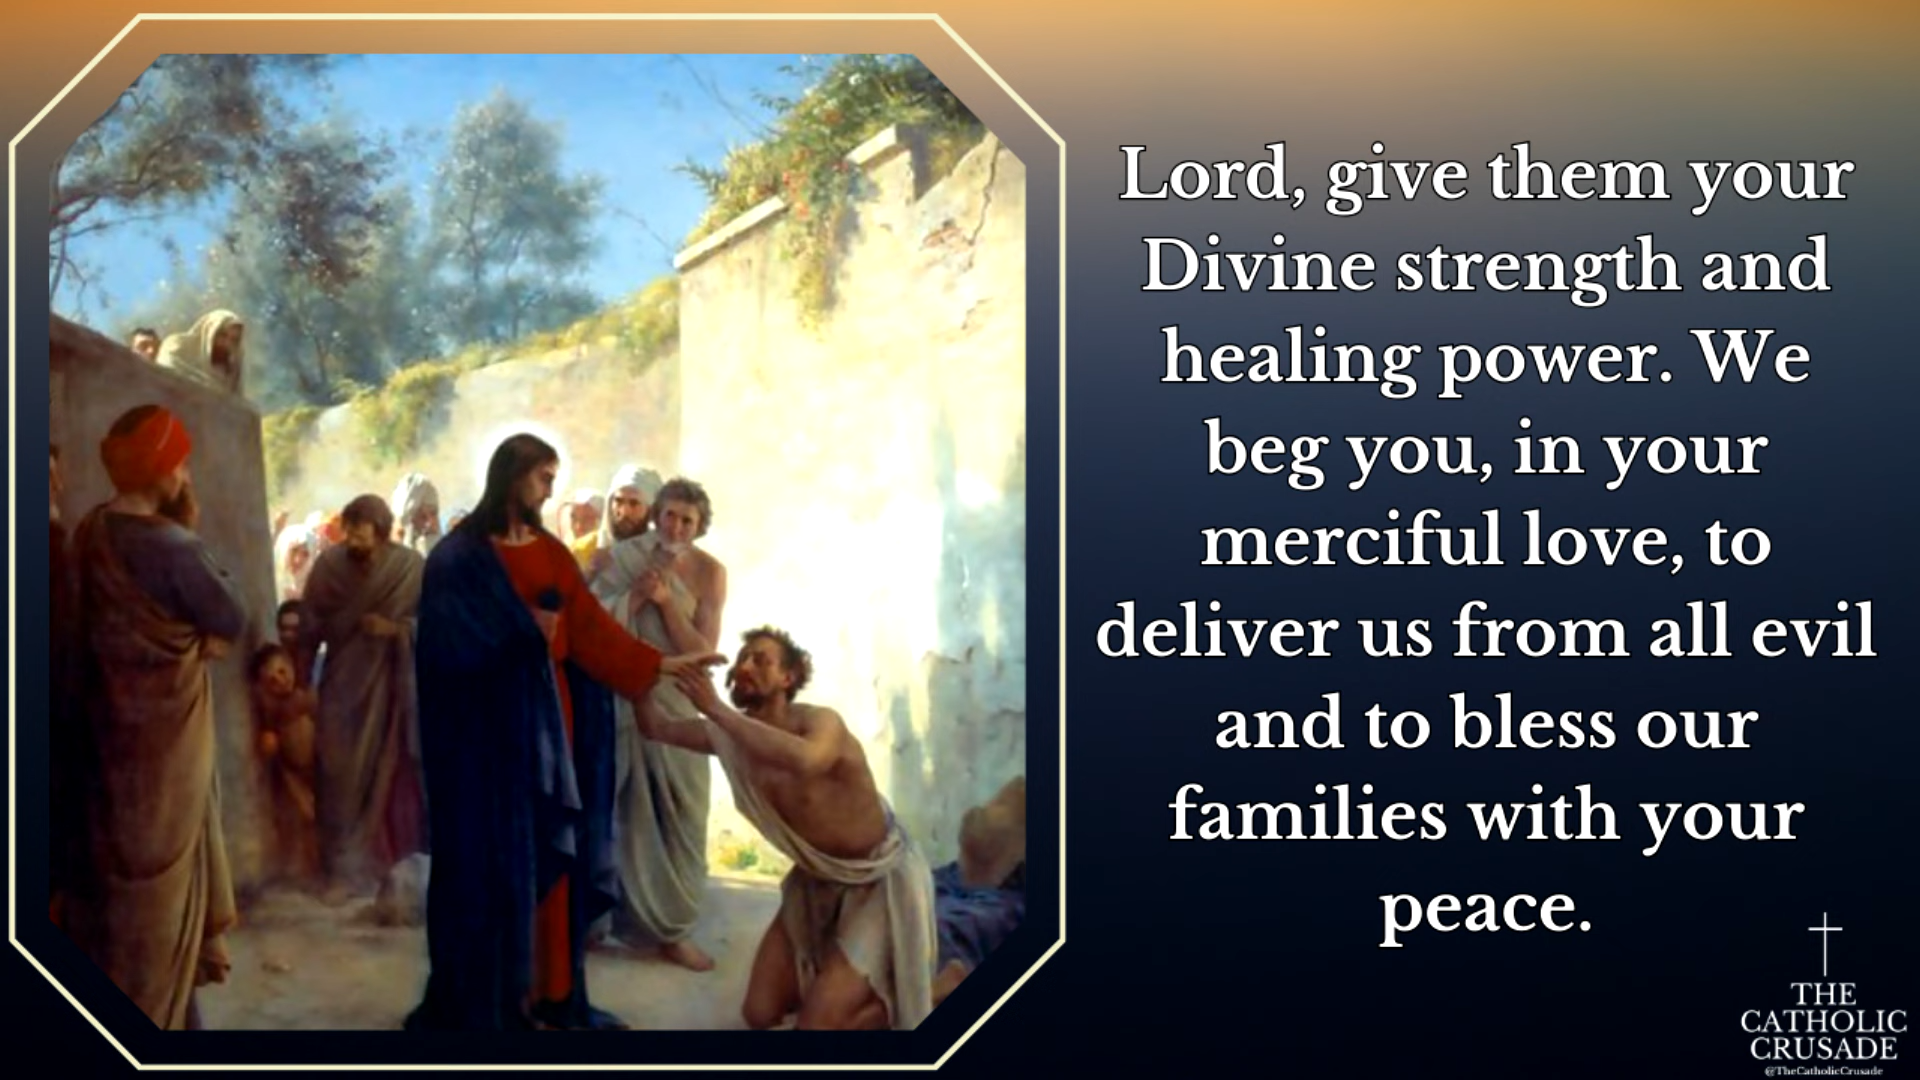 Lord, give them your
Divine strength and
healing power. We
beg you, in your
merciful love, to
deliver us from all evil
and to bless our
families with your
peace.
THE
CATHOLIC
CRUSADE
@TheCatholicCrusade